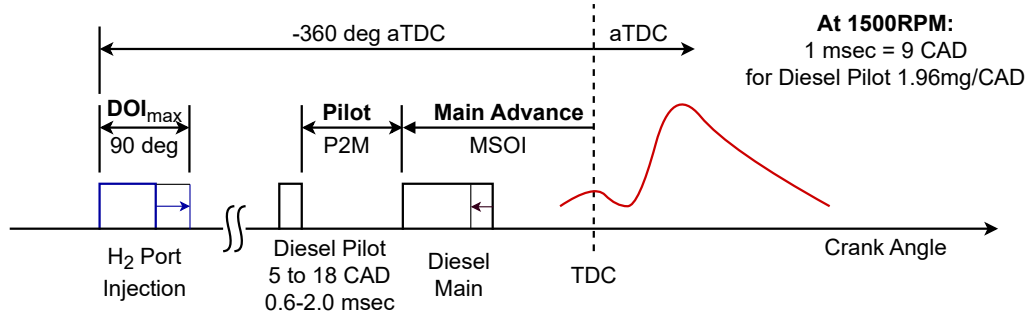 -360 deg aTDC
aTDC
At 1500RPM:
1 msec = 9 CAD
for Diesel Pilot 1.96mg/CAD
DOImax
90 deg
Pilot
P2M
Main Advance
MSOI
H2 Port
Injection
Diesel Pilot
5 to 18 CAD
0.6-2.0 msec
Diesel
Main
TDC
Crank Angle